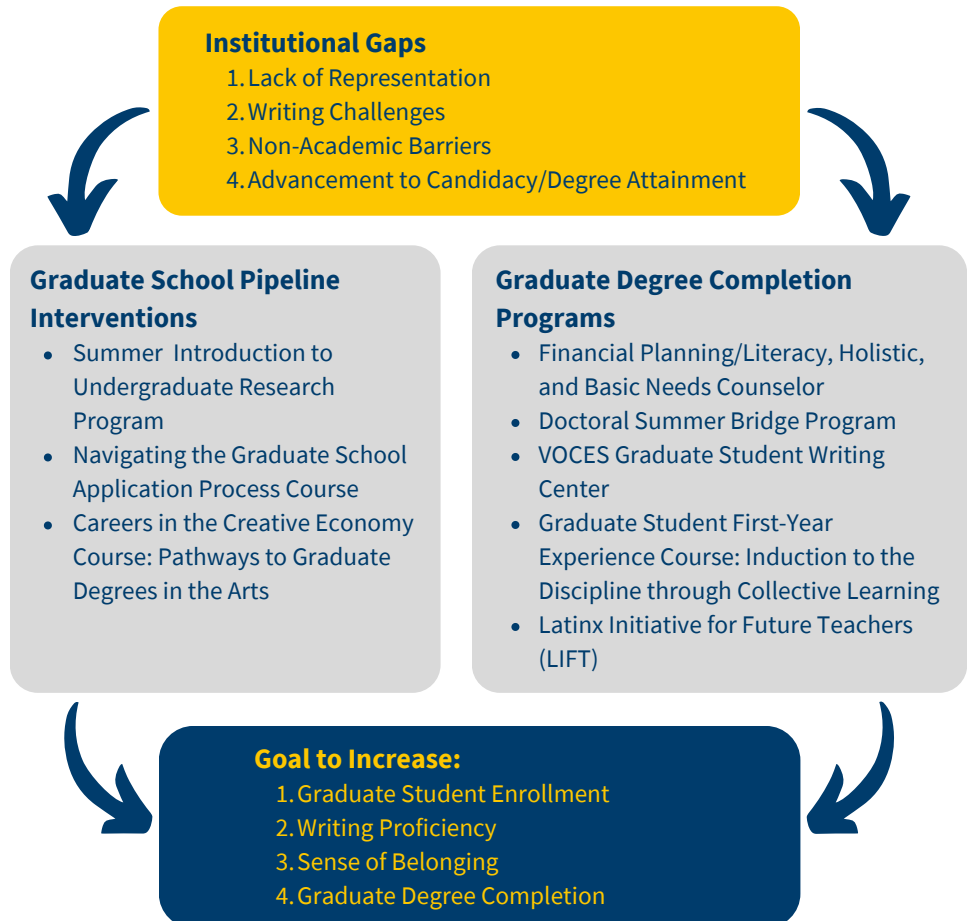 Institutional Gaps
1. Lack of Representation
2. Writing Challenges
3. Non-Academic Barriers
4. Advancement to Candidacy/Degree Attainment
Graduate School Pipeline
Interventions
• Summer Introduction to
Undergraduate Research
Program
• Navigating the Graduate School
Application Process Course
• Careers in the Creative Economy
Course: Pathways to Graduate
Degrees in the Arts
Graduate Degree Completion
Programs
• Financial Planning/Literacy, Holistic,
and Basic Needs Counselor
• Doctoral Summer Bridge Program
• VOCES Graduate Student Writing
Center
• Graduate Student First-Year
Experience Course: Induction to the
Discipline through Collective Learning
• Latinx Initiative for Future Teachers
(LIFT)
Goal to Increase:
1. Graduate Student Enrollment
2. Writing Proficiency
3. Sense of Belonging
4. Graduate Degree Completion